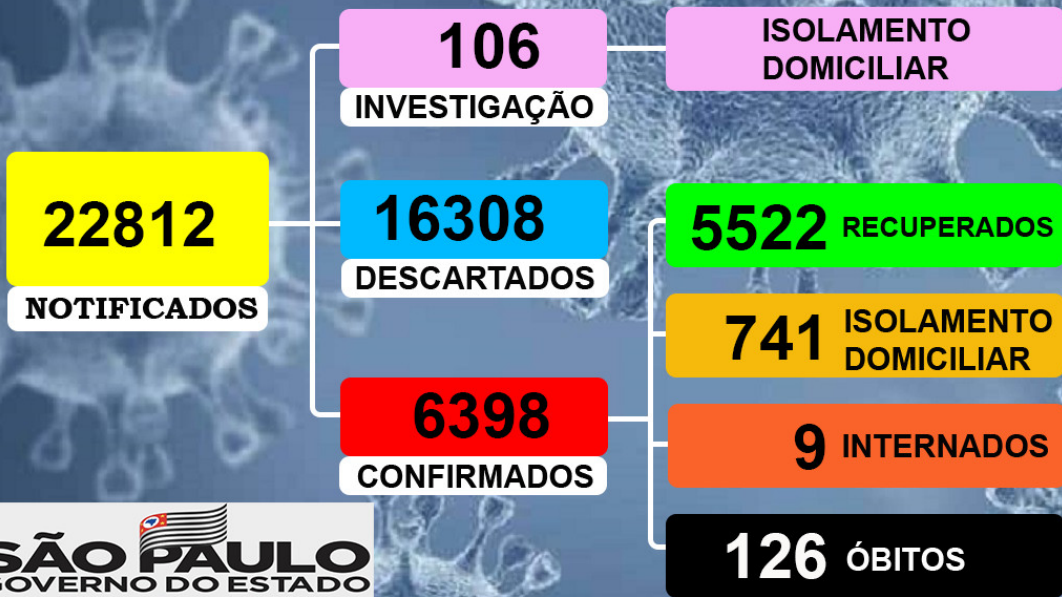 106
INVESTIGAÇÃO
ISOLAMENTO
DOMICILIAR
22812
NOTIFICADOS
16308
DESCARTADOS
6398
CONFIRMADOS
5522 RECUPERADOS
741 ISOLAMENTO
DOMICILIAR
9 INTERNADOS
126 ÓBITOS
SÃO PAULO
GOVERNO DO ESTADO